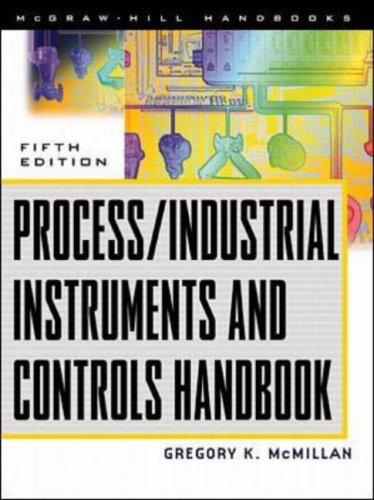 McGRAW-HILL HANDBOOKS
FIFTH
EDITION
PROCESS/INDUSTRIAL
INSTRUMENTS AND
CONTROLS HANDBOOK
GREGORY K. McMILLAN